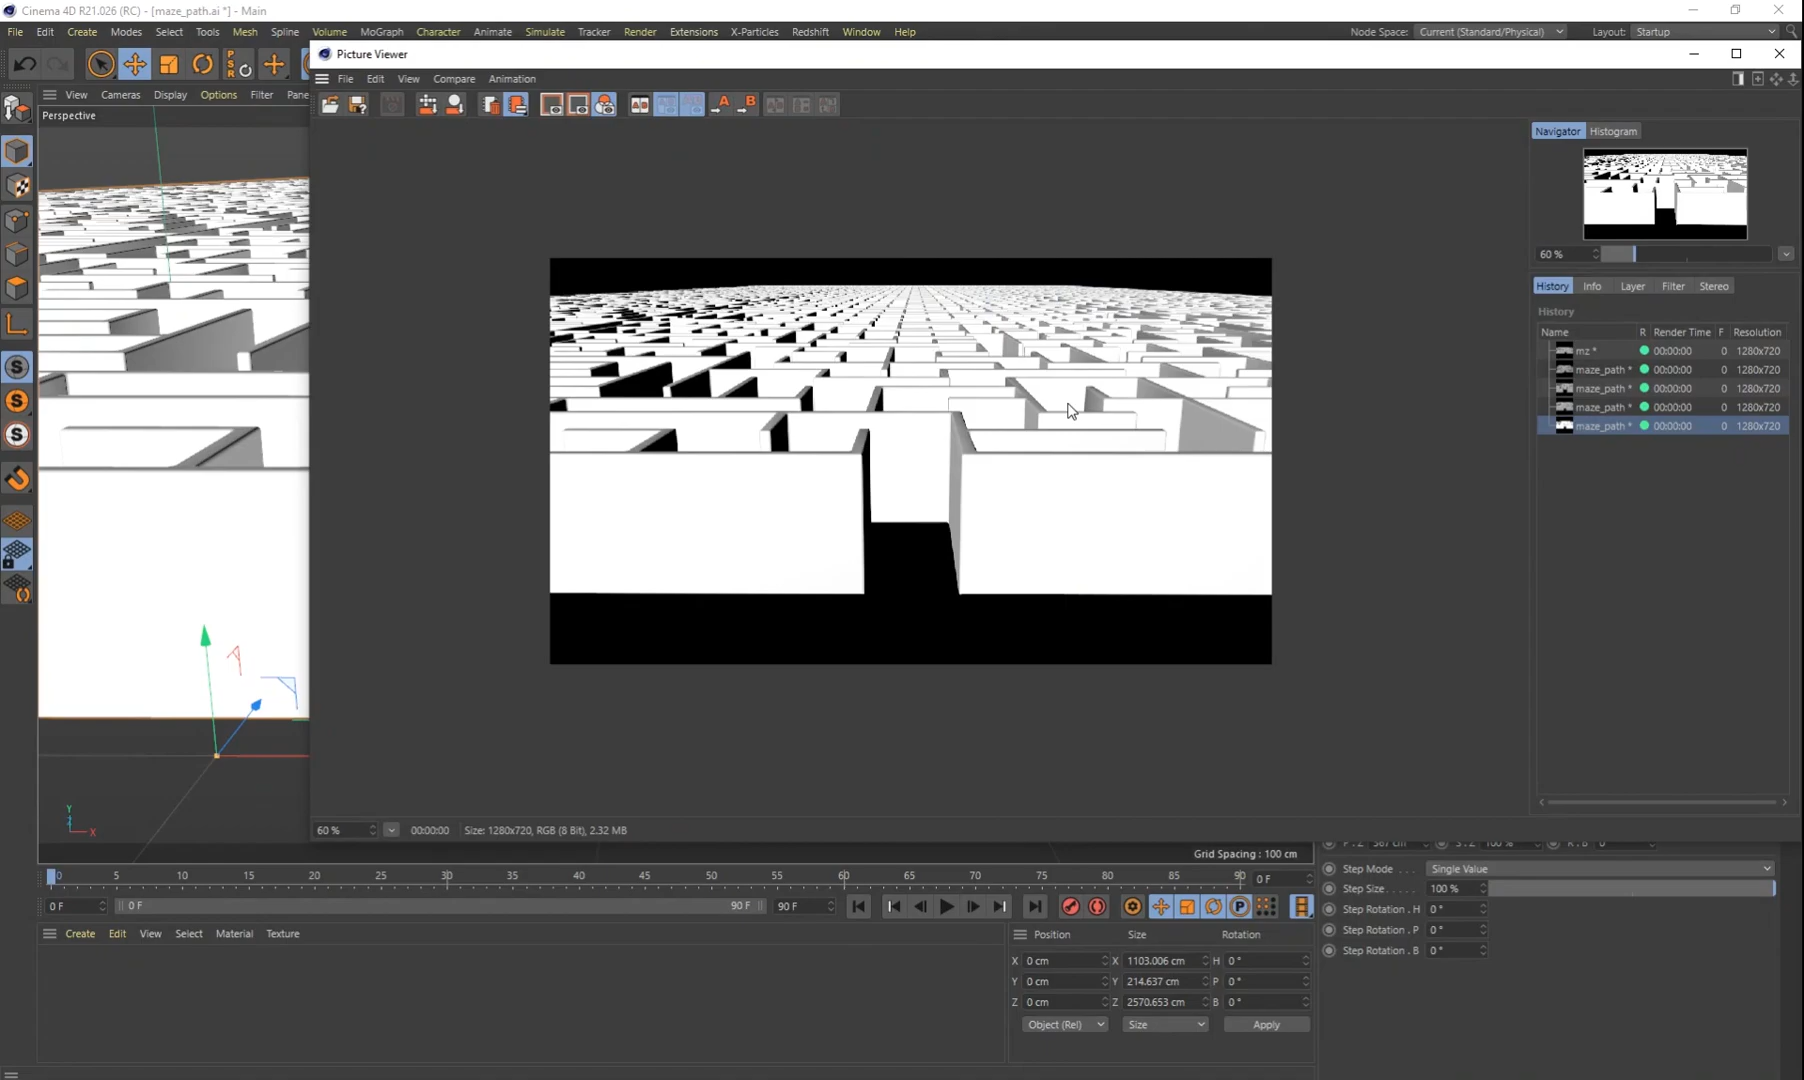 Cinema 4D R21.026 (RC) - [maze_path.ai *] - Main
File Edit Create Modes Select Tools Mesh Spline Volume MoGraph Character Animate Simulate Tracker Render Extensions X-Particles Redshift Window Help
Node Space: Current (Standard/Physical) Layout: Startup
Picture Viewer
File Edit View Compare Animation
View Cameras Display Options Filter Pane
Perspective
Navigator Histogram
60 %
History Info Layer Filter Stereo
History
Name R Render Time F Resolution
mz * 00:00:00 0 1280x720
maze_path * 00:00:00 0 1280x720
maze_path * 00:00:00 0 1280x720
maze_path * 00:00:00 0 1280x720
maze_path * 00:00:00 0 1280x720
Y
Z
X
60 % 00:00:00 Size: 1280x720, RGB (8 Bit), 2.32 MB
Grid Spacing : 100 cm
0 5 10 15 20 25 30 35 40 45 50 55 60 65 70 75 80 85 90 0 F
0 F 0 F 90 F 90 F
Create Edit View Select Material Texture
Position Size Rotation
X 0 cm X 1103.006 cm H 0 °
Y 0 cm Y 214.637 cm P 0 °
Z 0 cm Z 2570.653 cm B 0 °
Object (Rel) Size Apply
Step Mode . . . Single Value
Step Size . . . . . 100 %
Step Rotation . H 0 °
Step Rotation . P 0 °
Step Rotation . B 0 °